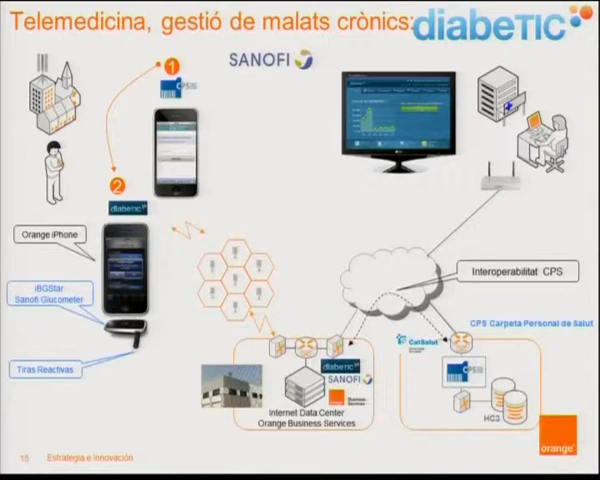 Telemedicina, gestió de malats crònics:
diabeTIC
1
CPS
SANOFI
2
diabeTIC
Orange iPhone
iBGStar
Sanofi Glucometer
Tiras Reactivas
Interoperabilitat CPS
CPS Carpeta Personal de Salut
CatSalut
diabeTIC
SANOFI
Internet Data Center
Orange Business Services
Business
Services
CPS
HC3
orange
15 Estrategia e Innovación